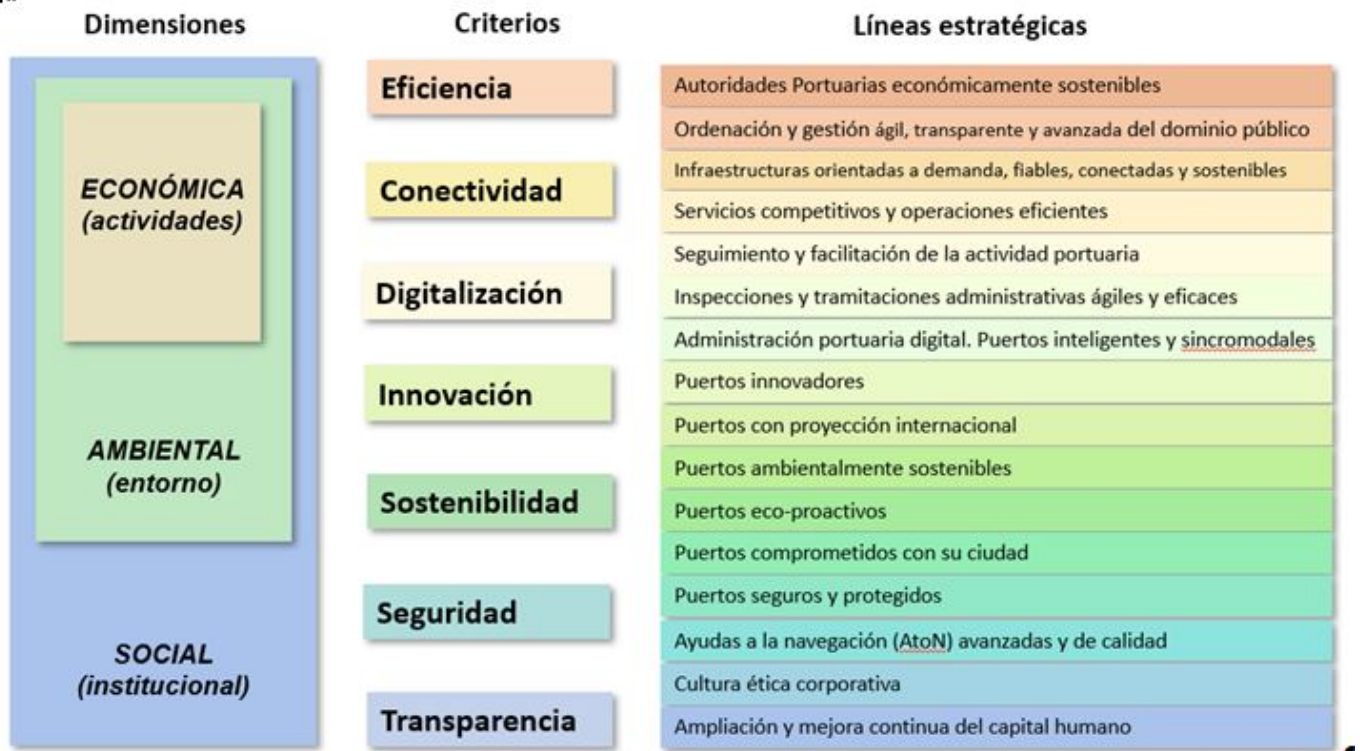 Dimensiones
Criterios
Líneas estratégicas
ECONÓMICA
(actividades)
AMBIENTAL
(entorno)
SOCIAL
(institucional)
Eficiencia
Conectividad
Digitalización
Innovación
Sostenibilidad
Seguridad
Transparencia
Autoridades Portuarias económicamente sostenibles
Ordenación y gestión ágil, transparente y avanzada del dominio público
Infraestructuras orientadas a demanda, fiables, conectadas y sostenibles
Servicios competitivos y operaciones eficientes
Seguimiento y facilitación de la actividad portuaria
Inspecciones y tramitaciones administrativas ágiles y eficaces
Administración portuaria digital. Puertos inteligentes y sincromodales
Puertos innovadores
Puertos con proyección internacional
Puertos ambientalmente sostenibles
Puertos eco-proactivos
Puertos comprometidos con su ciudad
Puertos seguros y protegidos
Ayudas a la navegación (AtoN) avanzadas y de calidad
Cultura ética corporativa
Ampliación y mejora continua del capital humano